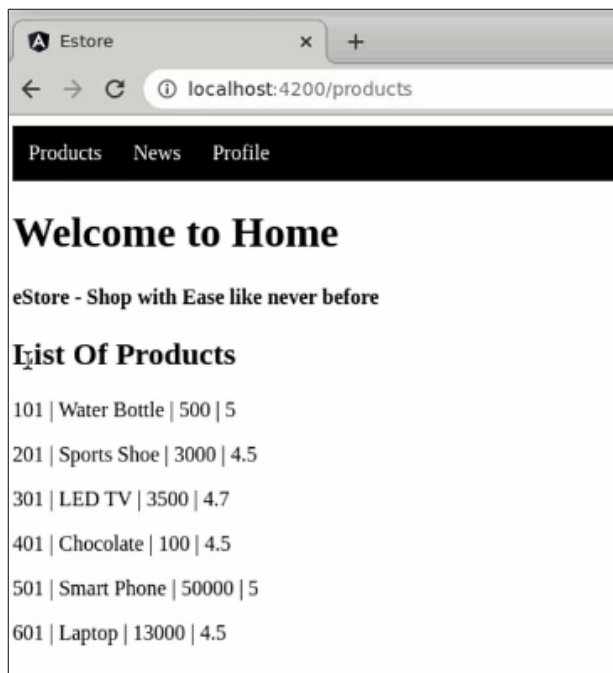 Estore
localhost:4200/products
Products News Profile
Welcome to Home
eStore - Shop with Ease like never before
List Of Products
101 | Water Bottle | 500 | 5
201 | Sports Shoe | 3000 | 4.5
301 | LED TV | 3500 | 4.7
401 | Chocolate | 100 | 4.5
501 | Smart Phone | 50000 | 5
601 | Laptop | 13000 | 4.5